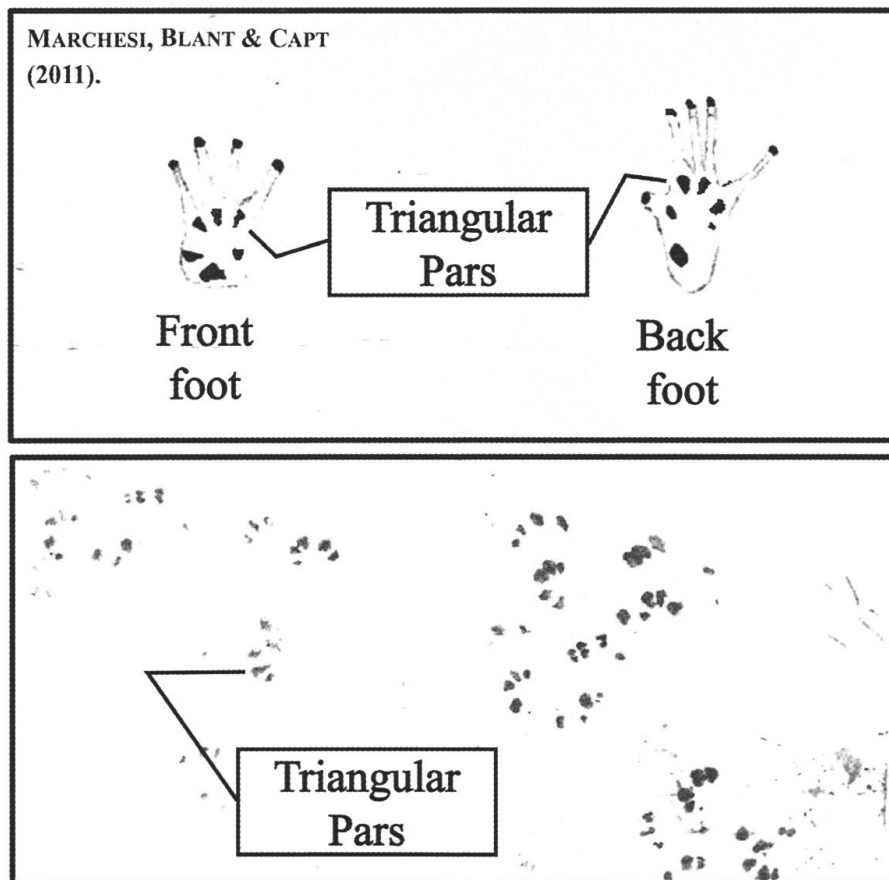 MARCHESI, BLANT & CAPT
(2011).
Triangular
Pars
Front
foot
Back
foot
Triangular
Pars